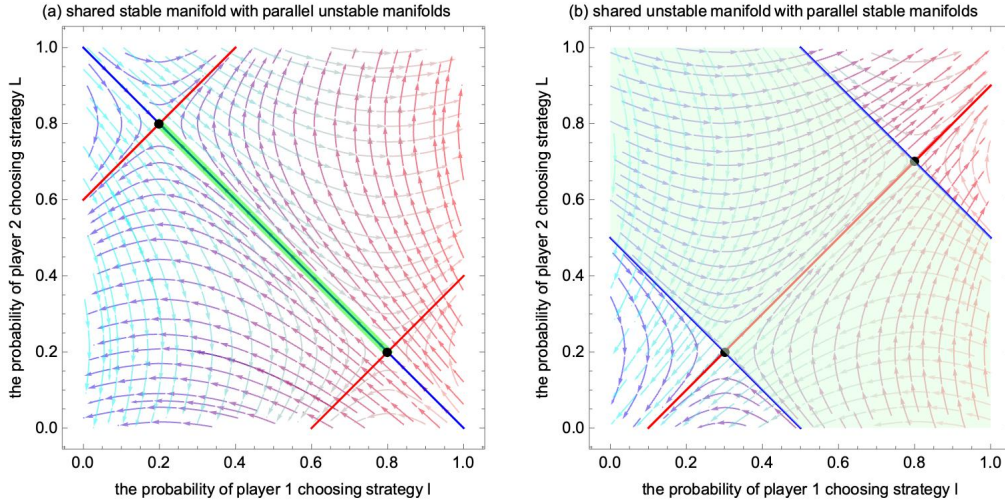 (a) shared stable manifold with parallel unstable manifolds
1.0
0.8
0.6
0.4
0.2
0.0
the probability of player 2 choosing strategy L
0.0 0.2 0.4 0.6 0.8 1.0
the probability of player 1 choosing strategy l
(b) shared unstable manifold with parallel stable manifolds
1.0
0.8
0.6
0.4
0.2
0.0
the probability of player 2 choosing strategy L
0.0 0.2 0.4 0.6 0.8 1.0
the probability of player 1 choosing strategy l